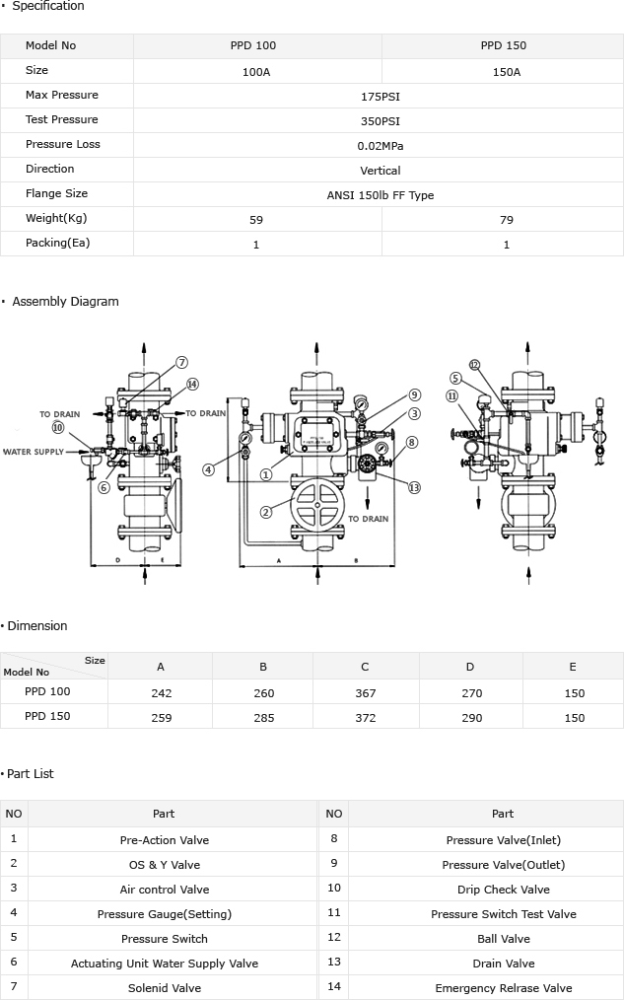 · Specification
Model No PPD 100 PPD 150
Size 100A 150A
Max Pressure 175PSI
Test Pressure 350PSI
Pressure Loss 0.02MPa
Direction Vertical
Flange Size ANSI 150lb FF Type
Weight(Kg) 59 79
Packing(Ea) 1 1
· Assembly Diagram
⑦
⑭
TO DRAIN
TO DRAIN
⑩
WATER SUPPLY
⑥
D E
⑨
③
④
⑧
①
⑬
②
TO DRAIN
A B
⑫
⑤
⑪
· Dimension
Size
Model No A B C D E
PPD 100 242 260 367 270 150
PPD 150 259 285 372 290 150
· Part List
NO Part NO Part
1 Pre-Action Valve 8 Pressure Valve(Inlet)
2 OS & Y Valve 9 Pressure Valve(Outlet)
3 Air control Valve 10 Drip Check Valve
4 Pressure Gauge(Setting) 11 Pressure Switch Test Valve
5 Pressure Switch 12 Ball Valve
6 Actuating Unit Water Supply Valve 13 Drain Valve
7 Solenid Valve 14 Emergency Relrase Valve